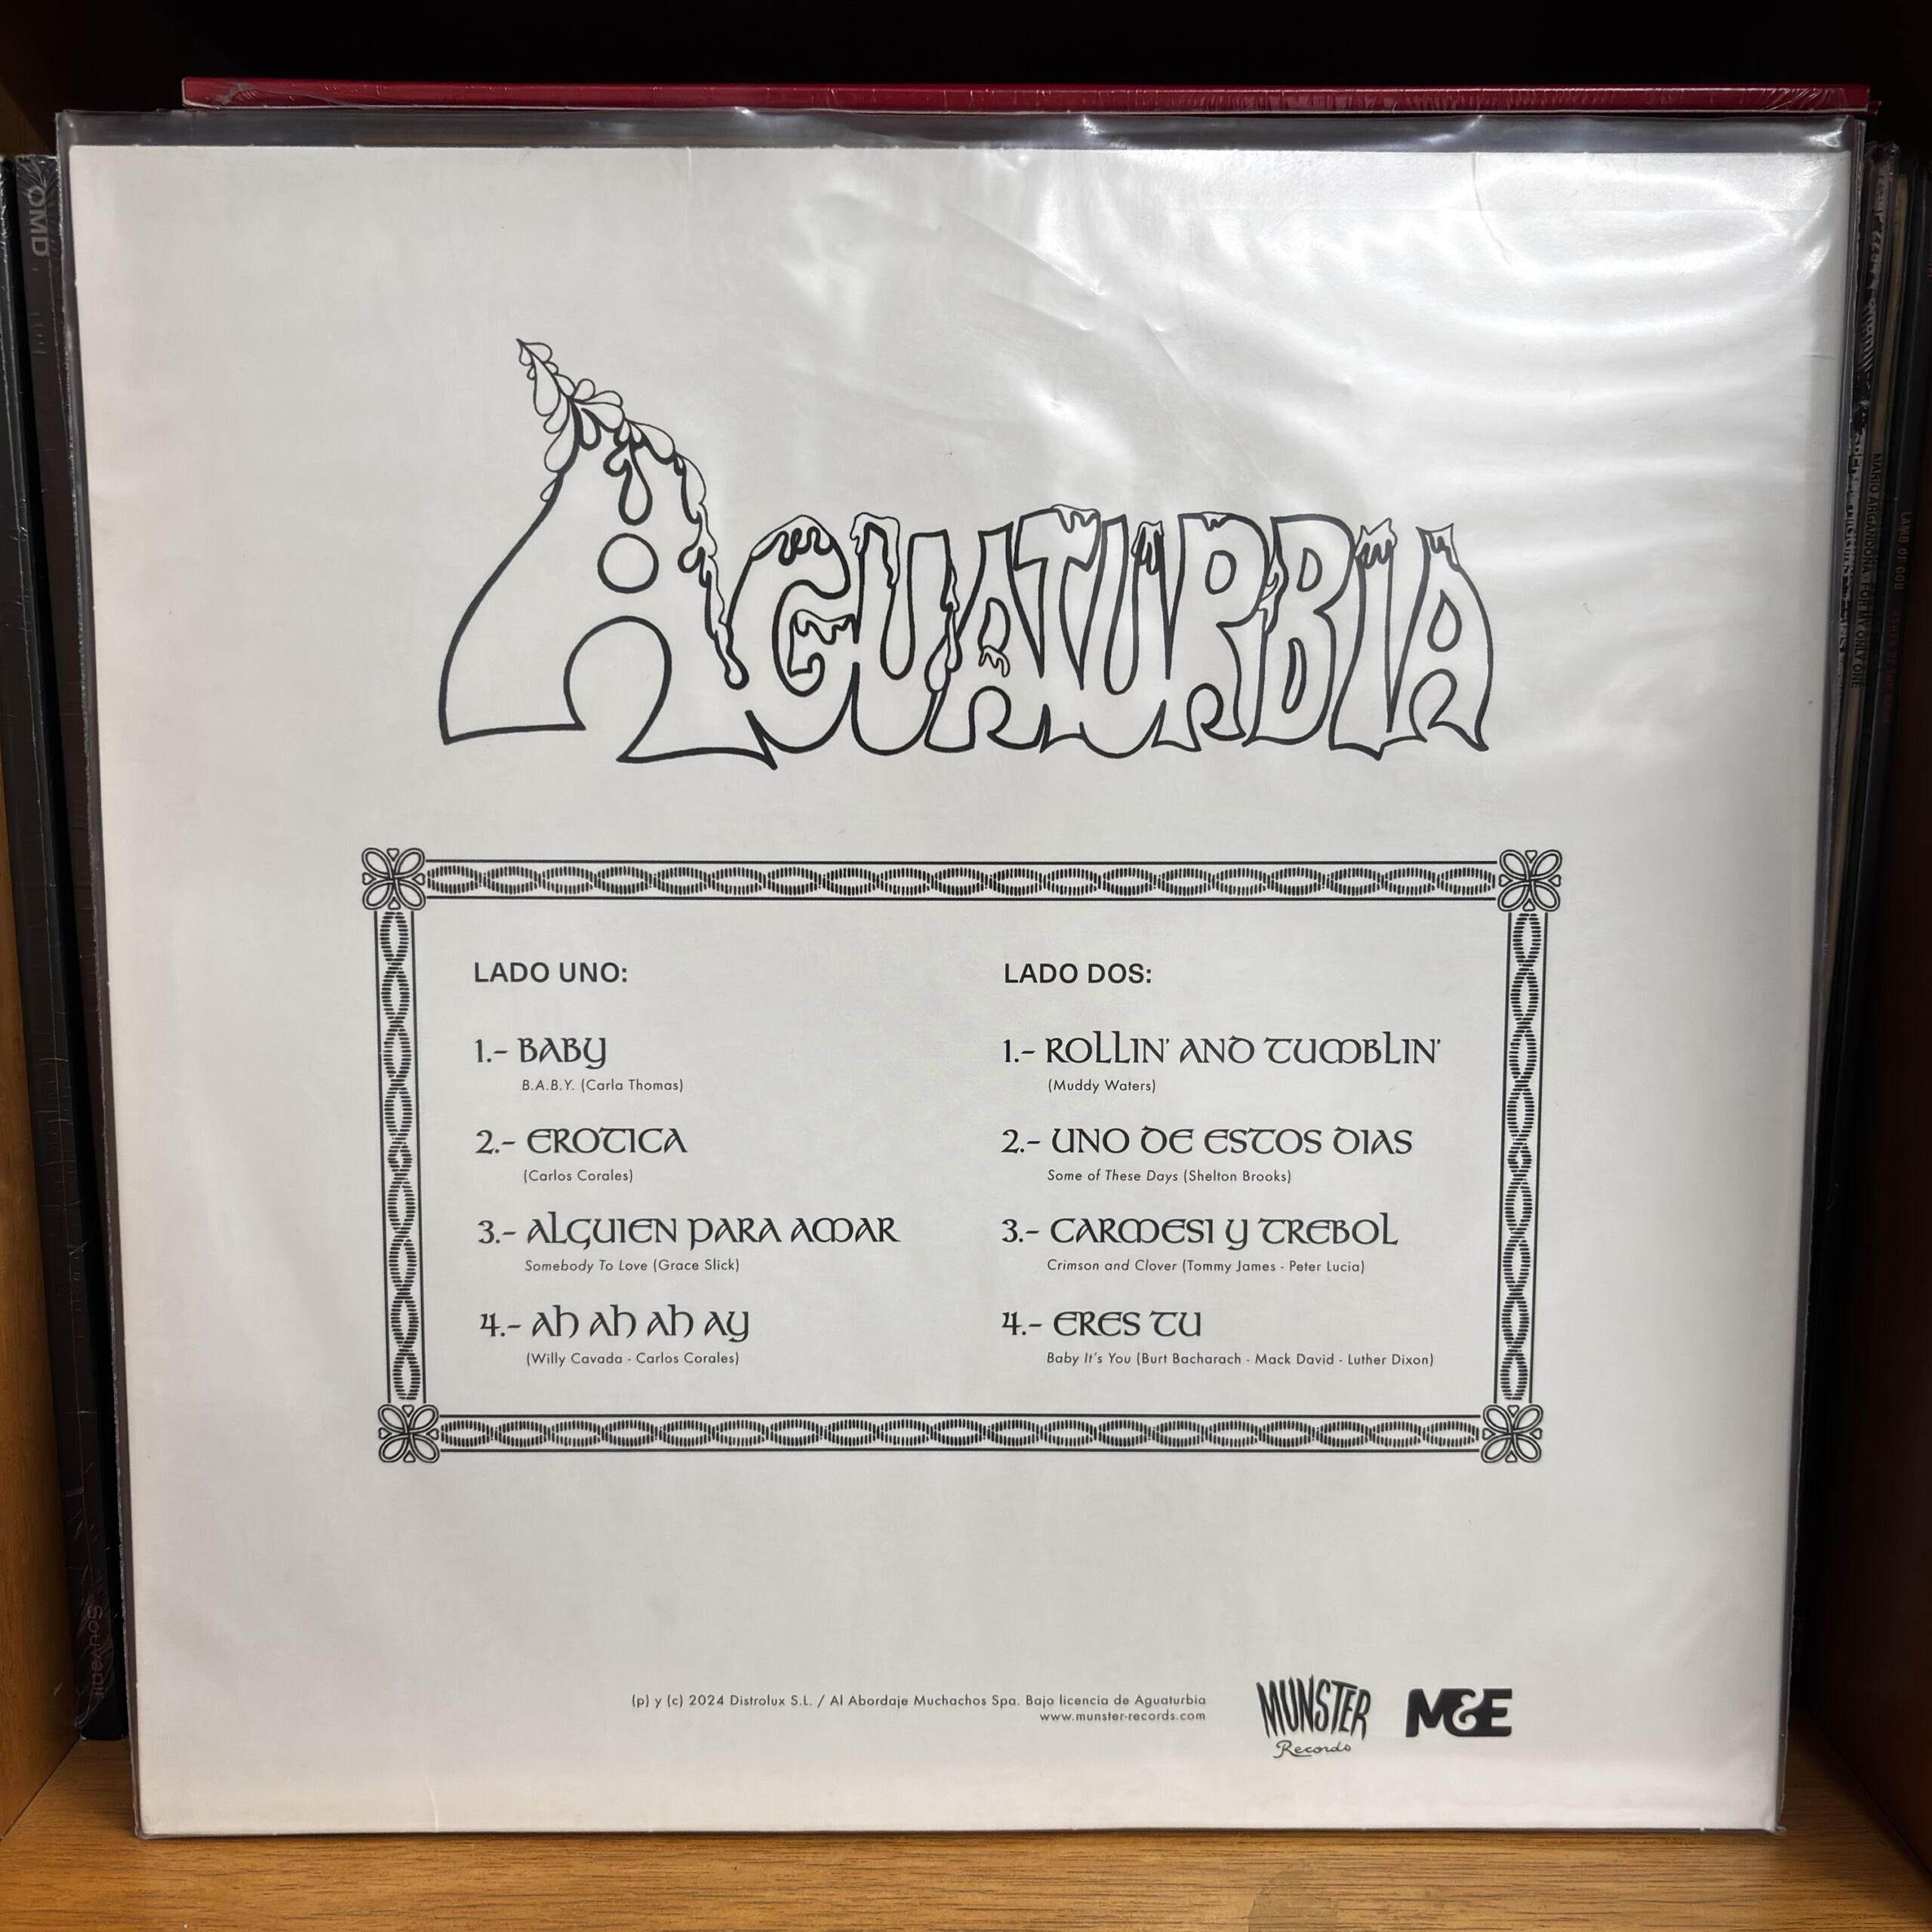 OMD
Souvenir
AGUATURBIA
LADO UNO:
1.- BABY
B.A.B.Y. (Carla Thomas)
2.- EROTICA
(Carlos Corales)
3.- ALGUIEN PARA AMAR
Somebody To Love (Grace Slick)
4.- AH AH AH AY
(Willy Cavada - Carlos Corales)
LADO DOS:
1.- ROLLIN' AND TUMBLIN'
(Muddy Waters)
2.- UNO DE ESTOS DIAS
Some of These Days (Shelton Brooks)
3.- CARMESI Y TREBOL
Crimson and Clover (Tommy James - Peter Lucia)
4.- ERES TU
Baby It's You (Burt Bacharach - Mack David - Luther Dixon)
(p) y (c) 2024 Distrolux S.L. / Al Abordaje Muchachos Spa. Bajo licencia de Aguaturbia
www.munster-records.com
MUNSTER
Records
M&E
LAMB OF GOD